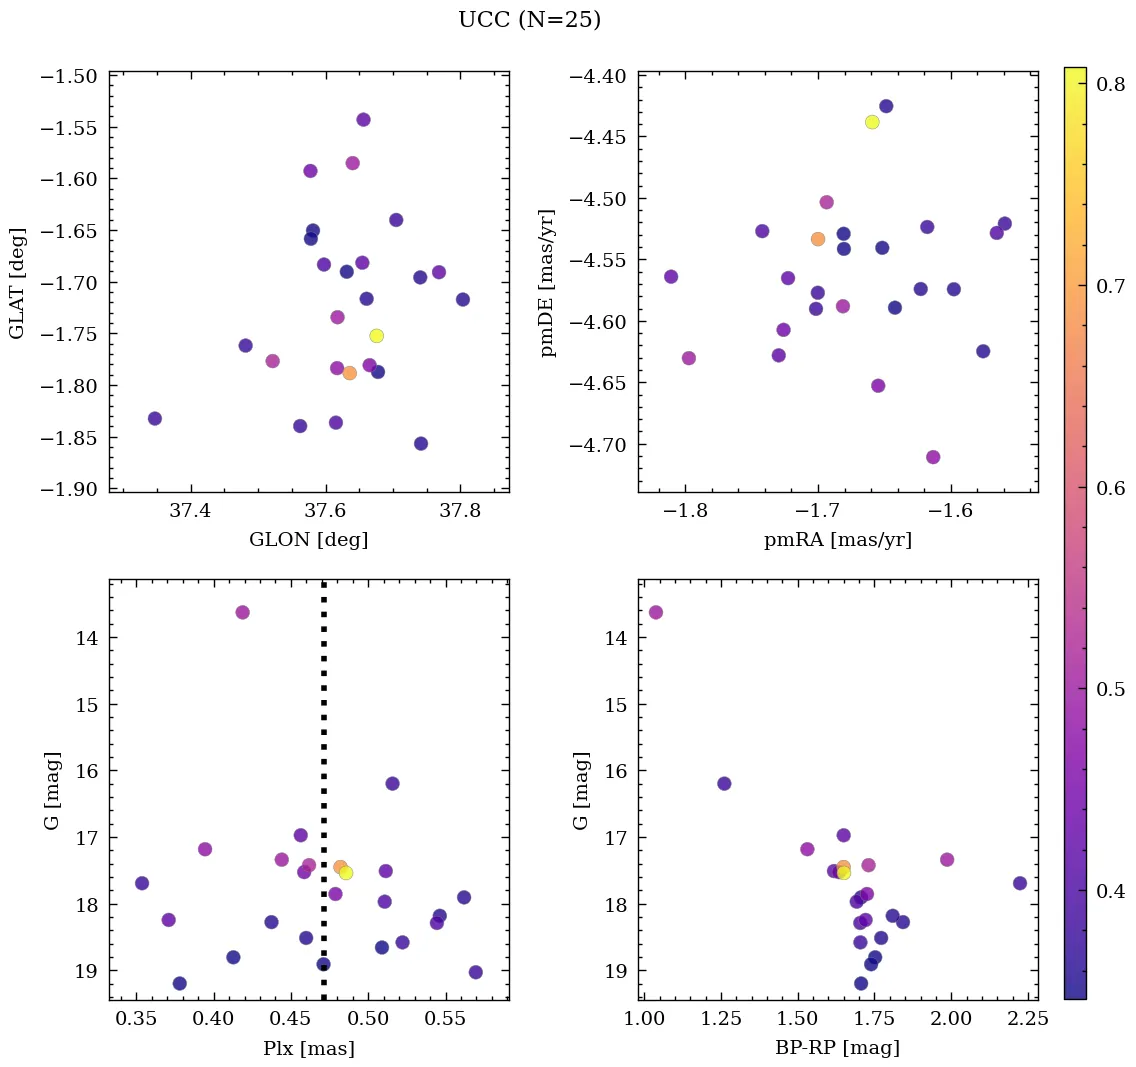 UCC (N=25)
−1.50
−1.55
−1.60
−1.65
−1.70
−1.75
−1.80
−1.85
−1.90
GLAT [deg]
37.4 37.6 37.8
GLON [deg]
−4.40
−4.45
−4.50
−4.55
−4.60
−4.65
−4.70
pmDE [mas/yr]
−1.8 −1.7 −1.6
pmRA [mas/yr]
14
15
16
17
18
19
G [mag]
0.35 0.40 0.45 0.50 0.55
Plx [mas]
14
15
16
17
18
19
G [mag]
1.00 1.25 1.50 1.75 2.00 2.25
BP-RP [mag]
0.8
0.7
0.6
0.5
0.4